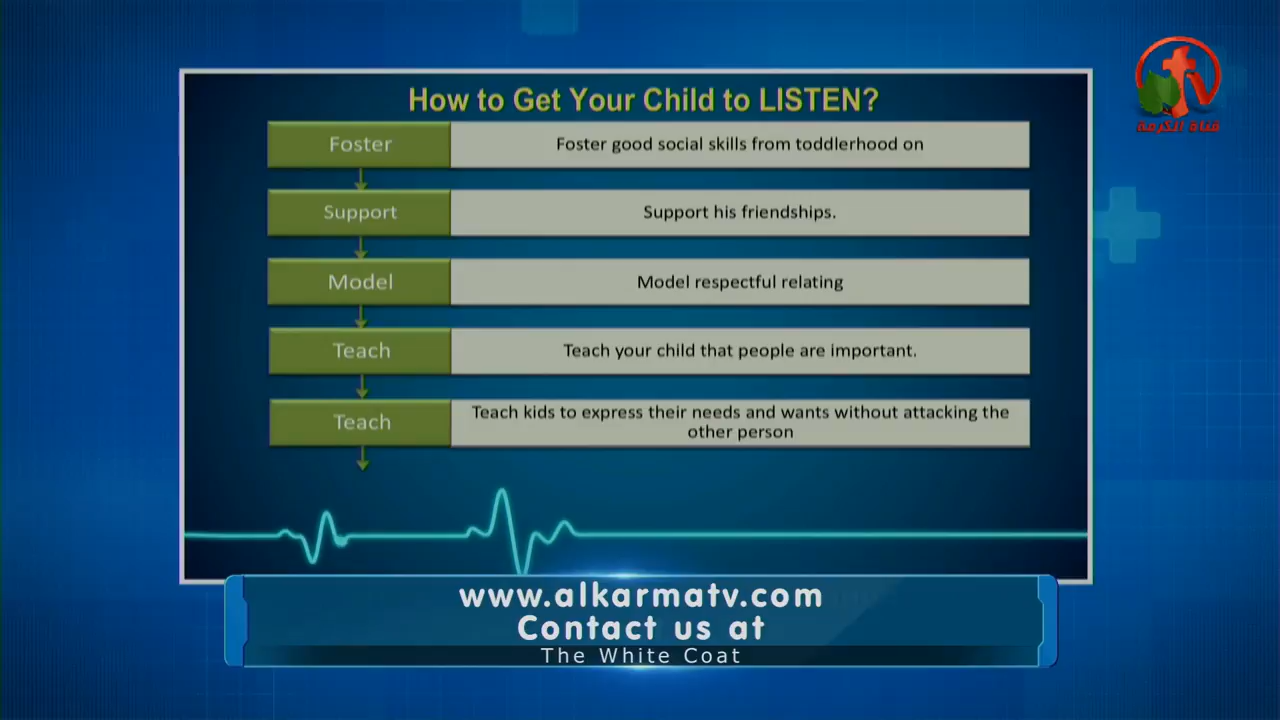 How to Get Your Child to LISTEN?
قناة الكرمة
Foster
Foster good social skills from toddlerhood on
Support
Support his friendships.
Model
Model respectful relating
Teach
Teach your child that people are important.
Teach
Teach kids to express their needs and wants without attacking the
other person
www.alkarmatv.com
Contact us at
The White Coat